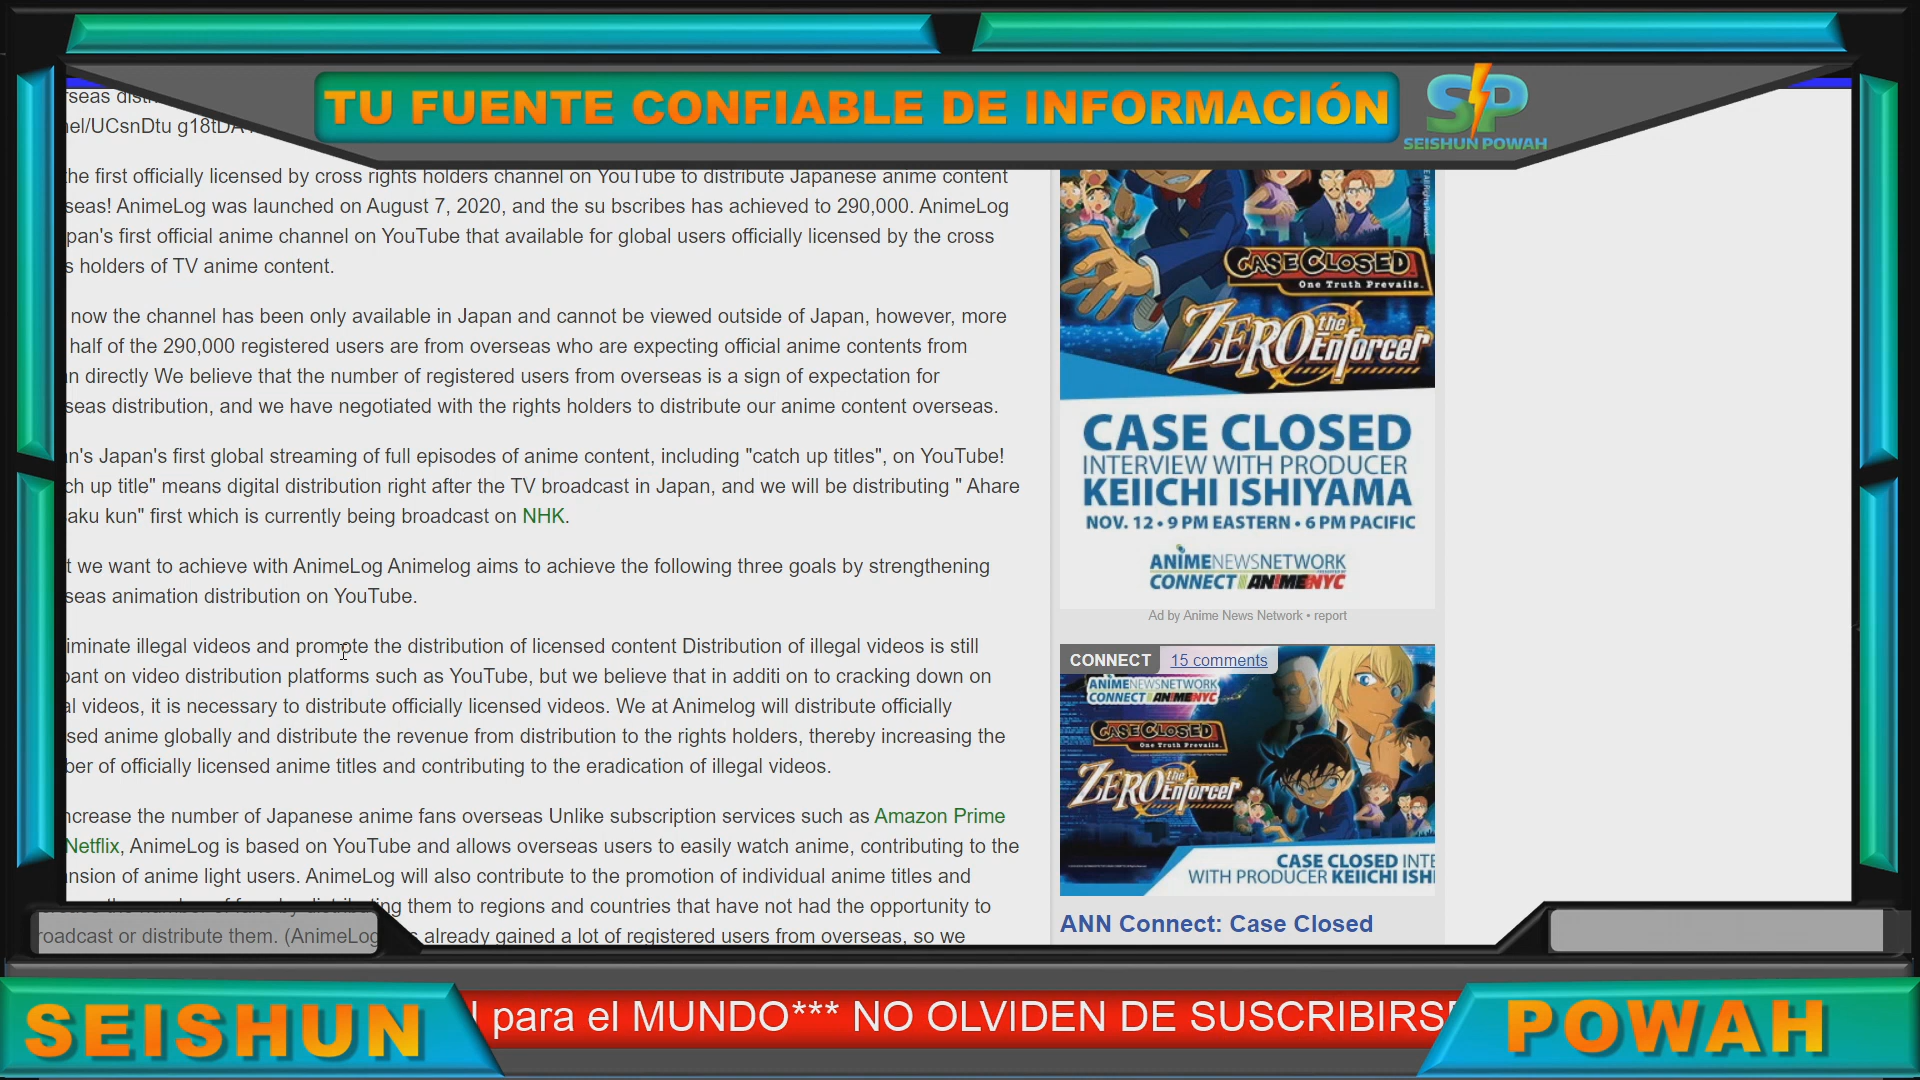 TU FUENTE CONFIABLE DE INFORMACIÓN
SP
SEISHUN POWAH
rseas
nel/UCsnDtu
the first officially licensed by cross rights holders channel on YouTube to distribute Japanese anime content
seas! AnimeLog was launched on August 7, 2020, and the su bscribes has achieved to 290,000. AnimeLog
pan's first official anime channel on YouTube that available for global users officially licensed by the cross
s holders of TV anime content.
now the channel has been only available in Japan and cannot be viewed outside of Japan, however, more
half of the 290,000 registered users are from overseas who are expecting official anime contents from
n directly We believe that the number of registered users from overseas is a sign of expectation for
seas distribution, and we have negotiated with the rights holders to distribute our anime content overseas.
n's Japan's first global streaming of full episodes of anime content, including "catch up titles", on YouTube!
ch up title" means digital distribution right after the TV broadcast in Japan, and we will be distributing " Ahare
aku kun" first which is currently being broadcast on NHK.
t we want to achieve with AnimeLog Animelog aims to achieve the following three goals by strengthening
seas animation distribution on YouTube.
iminate illegal videos and promote the distribution of licensed content Distribution of illegal videos is still
pant on video distribution platforms such as YouTube, but we believe that in additi on to cracking down on
al videos, it is necessary to distribute officially licensed videos. We at Animelog will distribute officially
sed anime globally and distribute the revenue from distribution to the rights holders, thereby increasing the
ber of officially licensed anime titles and contributing to the eradication of illegal videos.
ncrease the number of Japanese anime fans overseas Unlike subscription services such as Amazon Prime
Netflix, AnimeLog is based on YouTube and allows overseas users to easily watch anime, contributing to the
nsion of anime light users. AnimeLog will also contribute to the promotion of individual anime titles and
the number of fans by distributing them to regions and countries that have not had the opportunity to
roadcast or distribute them. (AnimeLog already gained a lot of registered users from overseas, so we
CASE CLOSED
One Truth Prevails.
ZERO the Enforcer
CASE CLOSED
INTERVIEW WITH PRODUCER
KEIICHI ISHIYAMA
NOV. 12 • 9 PM EASTERN • 6 PM PACIFIC
ANIMENEWSNETWORK
CONNECT ANIMENYC
Ad by Anime News Network • report
CONNECT 15 comments
ANIMENEWSNETWORK
CONNECT ANIMENYC
CASE CLOSED
One Truth Prevails.
ZERO the Enforcer
CASE CLOSED INTE
WITH PRODUCER KEIICHI ISHI
ANN Connect: Case Closed
SEISHUN
para el MUNDO*** NO OLVIDEN DE SUSCRIBIRS
POWAH